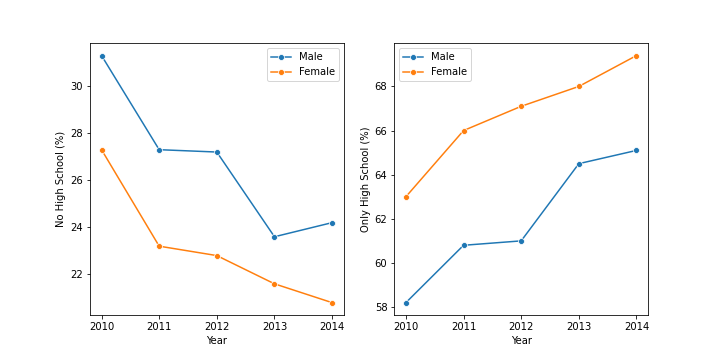 Male
Female
No High School (%)
30
28
26
24
22
2010 2011 2012 2013 2014
Year
Male
Female
Only High School (%)
68
66
64
62
60
58
2010 2011 2012 2013 2014
Year